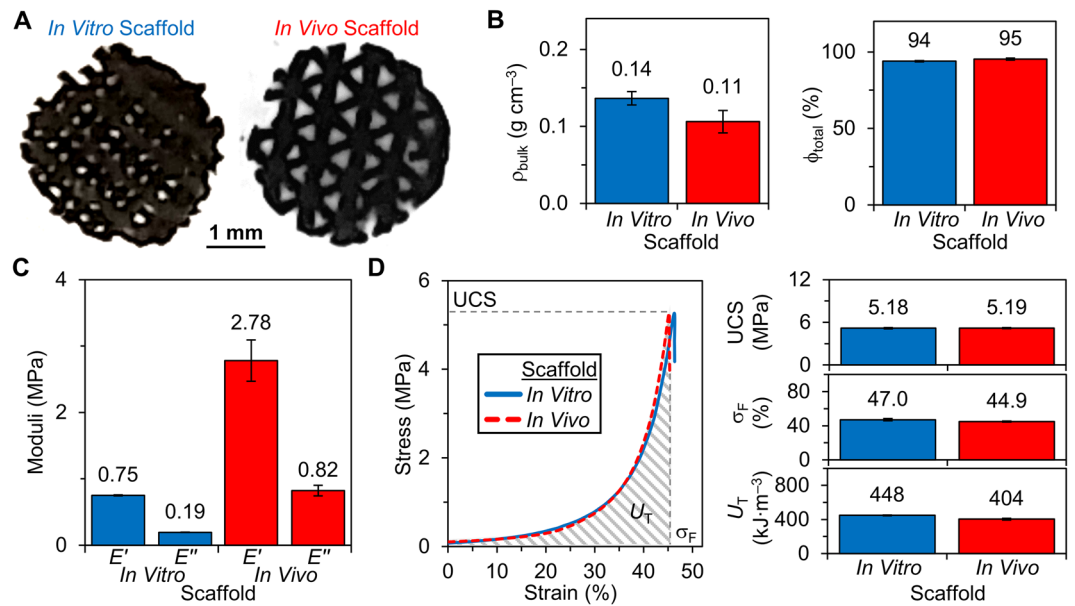 A
In Vitro Scaffold
In Vivo Scaffold
1 mm
B
ρbulk (g cm−3)
0.2
0.1
0.0
0.14
0.11
In Vitro In Vivo
Scaffold
ϕtotal (%)
100
50
0
94
95
In Vitro In Vivo
Scaffold
C
Moduli (MPa)
4
2
0
0.75
0.19
2.78
0.82
E' E" E' E"
In Vitro In Vivo
Scaffold
D
Stress (MPa)
6
4
2
0
UCS
Scaffold
In Vitro
In Vivo
UT
σF
0 10 20 30 40 50
Strain (%)
UCS
(MPa)
12
6
0
5.18
5.19
σF
(%)
80
40
0
47.0
44.9
UT
(kJ·m−3)
800
400
0
448
404
In Vitro In Vivo
Scaffold